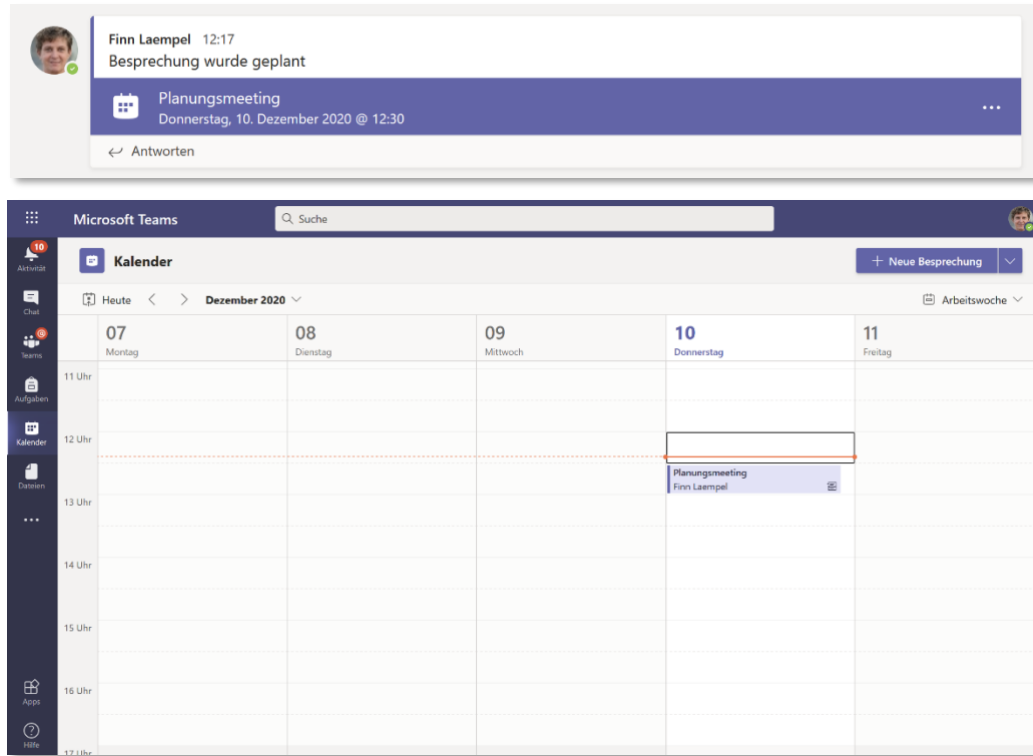 Finn Laempel 12:17
Besprechung wurde geplant
Planungsmeeting
Donnerstag, 10. Dezember 2020 @ 12:30
Antworten
Microsoft Teams
Suche
10
Aktivität
Chat
Teams
Aufgaben
Kalender
Dateien
Apps
Hilfe
Kalender
+ Neue Besprechung
Heute
Dezember 2020
Arbeitswoche
07
Montag
08
Dienstag
09
Mittwoch
10
Donnerstag
11
Freitag
11 Uhr
12 Uhr
Planungsmeeting
Finn Laempel
13 Uhr
14 Uhr
15 Uhr
16 Uhr
17 Uhr